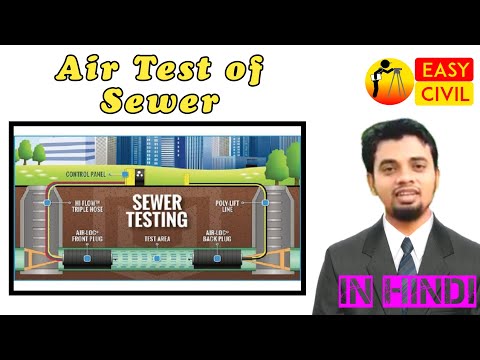 Air Test of
Sewer
EASY
CIVIL
CONTROL PANEL
HI-FLOW™
TRIPLE HOSE
SEWER
TESTING
POLY-LIFT
LINE
AIR-LOC®
FRONT PLUG
TEST AREA
AIR-LOC®
BACK PLUG
IN HINDI